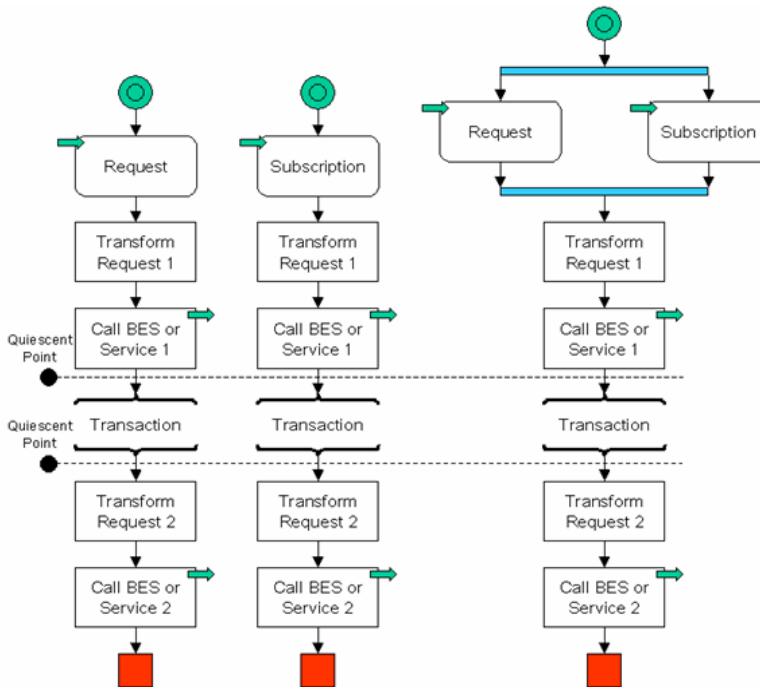 Request
Subscription
Request
Subscription
Transform
Request 1
Transform
Request 1
Transform
Request 1
Call BES or
Service 1
Call BES or
Service 1
Call BES or
Service 1
Quiescent
Point
Transaction
Transaction
Transaction
Quiescent
Point
Transform
Request 2
Transform
Request 2
Transform
Request 2
Call BES or
Service 2
Call BES or
Service 2
Call BES or
Service 2